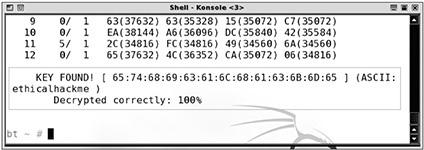 Shell - Konsole <3>
9 0/ 1 63(37632) 63(35328) 15(35072) C7(35072)
10 0/ 1 EA(38144) A6(36096) DC(35840) 42(35584)
11 5/ 1 2C(34816) FC(34816) 49(34560) 6A(34560)
12 0/ 1 65(37632) 4C(36352) CA(35072) 06(34816)
KEY FOUND! [ 65:74:68:69:63:61:6C:68:61:63:6B:6D:65 ] (ASCII:
ethicalhackme )
Decrypted correctly: 100%
bt ~ #